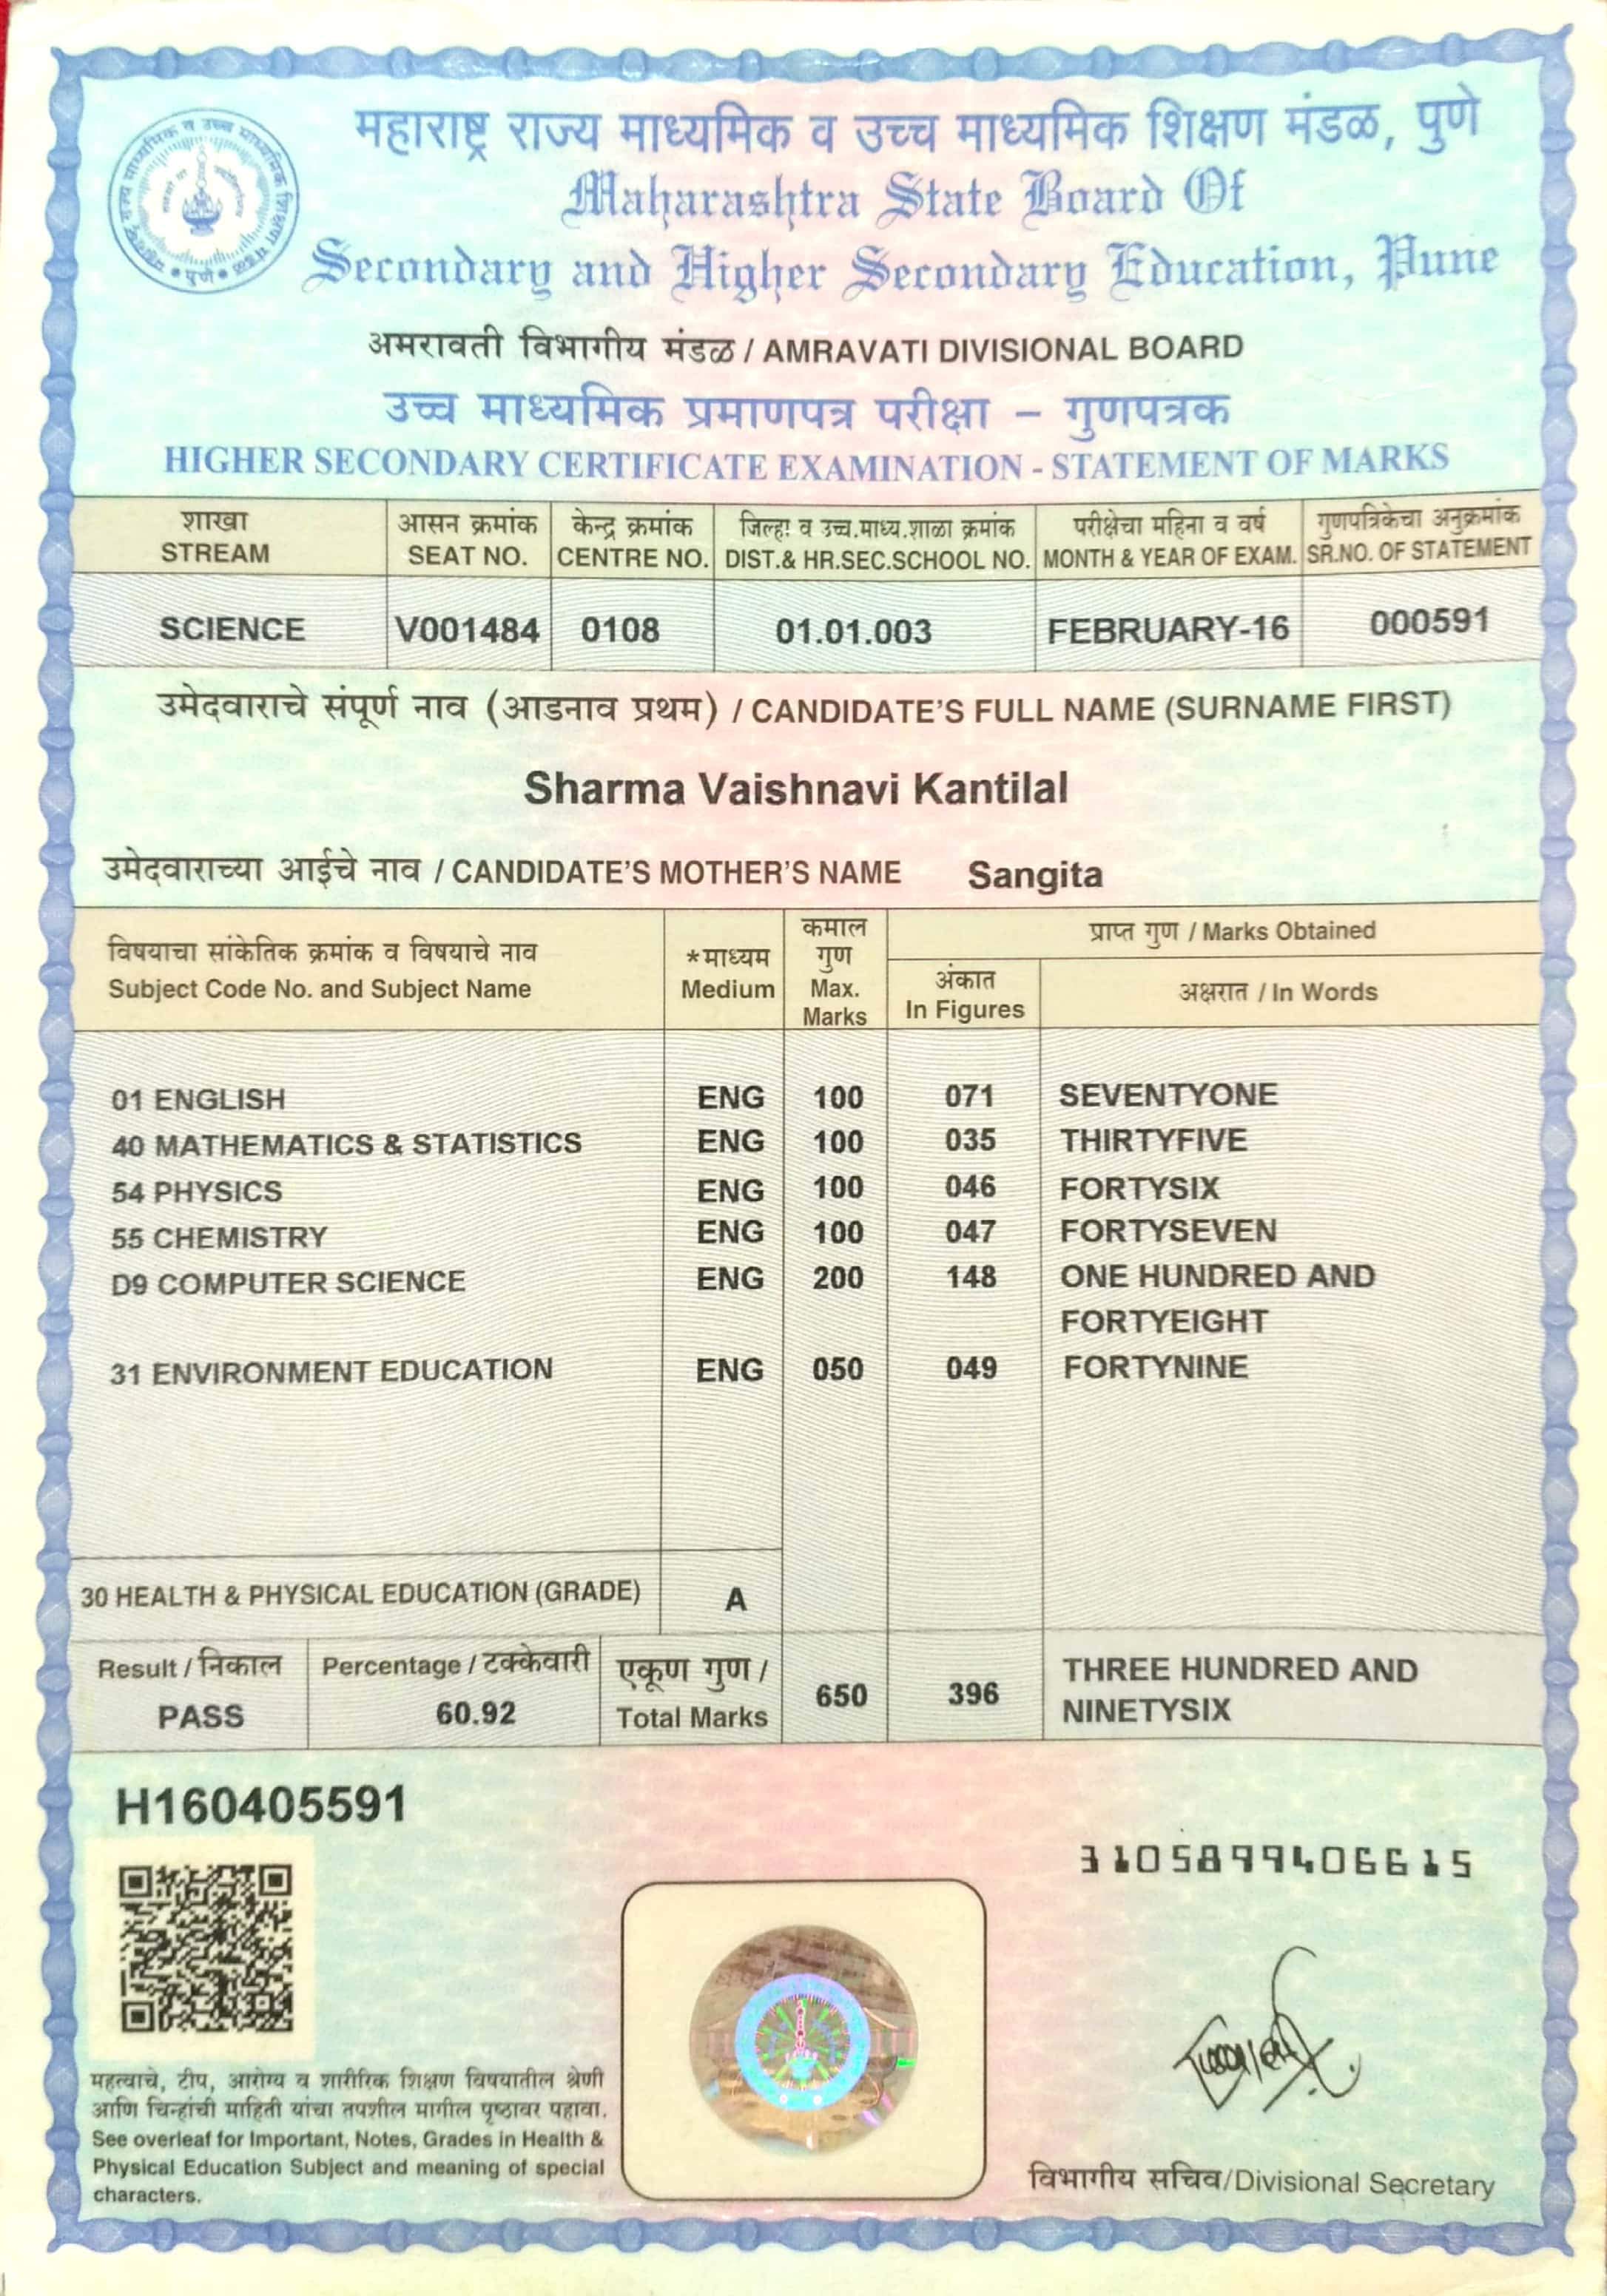 महाराष्ट्र राज्य माध्यमिक व उच्च माध्यमिक शिक्षण मंडळ, पुणे
Maharashtra State Board Of
Secondary and Higher Secondary Education, Pune
अमरावती विभागीय मंडळ / AMRAVATI DIVISIONAL BOARD
उच्च माध्यमिक प्रमाणपत्र परीक्षा – गुणपत्रक
HIGHER SECONDARY CERTIFICATE EXAMINATION - STATEMENT OF MARKS
शाखा आसन क्रमांक केन्द्र क्रमांक जिल्हा व उच्च.माध्य.शाळा क्रमांक परीक्षेचा महिना व वर्ष गुणपत्रिकेचा अनुक्रमांक
STREAM SEAT NO. CENTRE NO. DIST.& HR.SEC.SCHOOL NO. MONTH & YEAR OF EXAM. SR.NO. OF STATEMENT
SCIENCE V001484 0108 01.01.003 FEBRUARY-16 000591
उमेदवाराचे संपूर्ण नाव (आडनाव प्रथम) / CANDIDATE'S FULL NAME (SURNAME FIRST)
Sharma Vaishnavi Kantilal
उमेदवाराच्या आईचे नाव / CANDIDATE'S MOTHER'S NAME Sangita
विषयाचा सांकेतिक क्रमांक व विषयाचे नाव
Subject Code No. and Subject Name
*माध्यम
Medium
कमाल
गुण
Max.
Marks
प्राप्त गुण / Marks Obtained
अंकात
In Figures
अक्षरात / In Words
01 ENGLISH ENG 100 071 SEVENTYONE
40 MATHEMATICS & STATISTICS ENG 100 035 THIRTYFIVE
54 PHYSICS ENG 100 046 FORTYSIX
55 CHEMISTRY ENG 100 047 FORTYSEVEN
D9 COMPUTER SCIENCE ENG 200 148 ONE HUNDRED AND
FORTYEIGHT
31 ENVIRONMENT EDUCATION ENG 050 049 FORTYNINE
30 HEALTH & PHYSICAL EDUCATION (GRADE) A
Result / निकाल
PASS
Percentage / टक्केवारी
60.92
एकूण गुण /
Total Marks
650
396
THREE HUNDRED AND
NINETYSIX
H160405591
3105899406615
महत्वाचे, टीप, आरोग्य व शारीरिक शिक्षण विषयातील श्रेणी
आणि चिन्हांची माहिती यांचा तपशील मागील पृष्ठावर पहावा.
See overleaf for Important, Notes, Grades in Health &
Physical Education Subject and meaning of special
characters.
विभागीय सचिव/Divisional Secretary